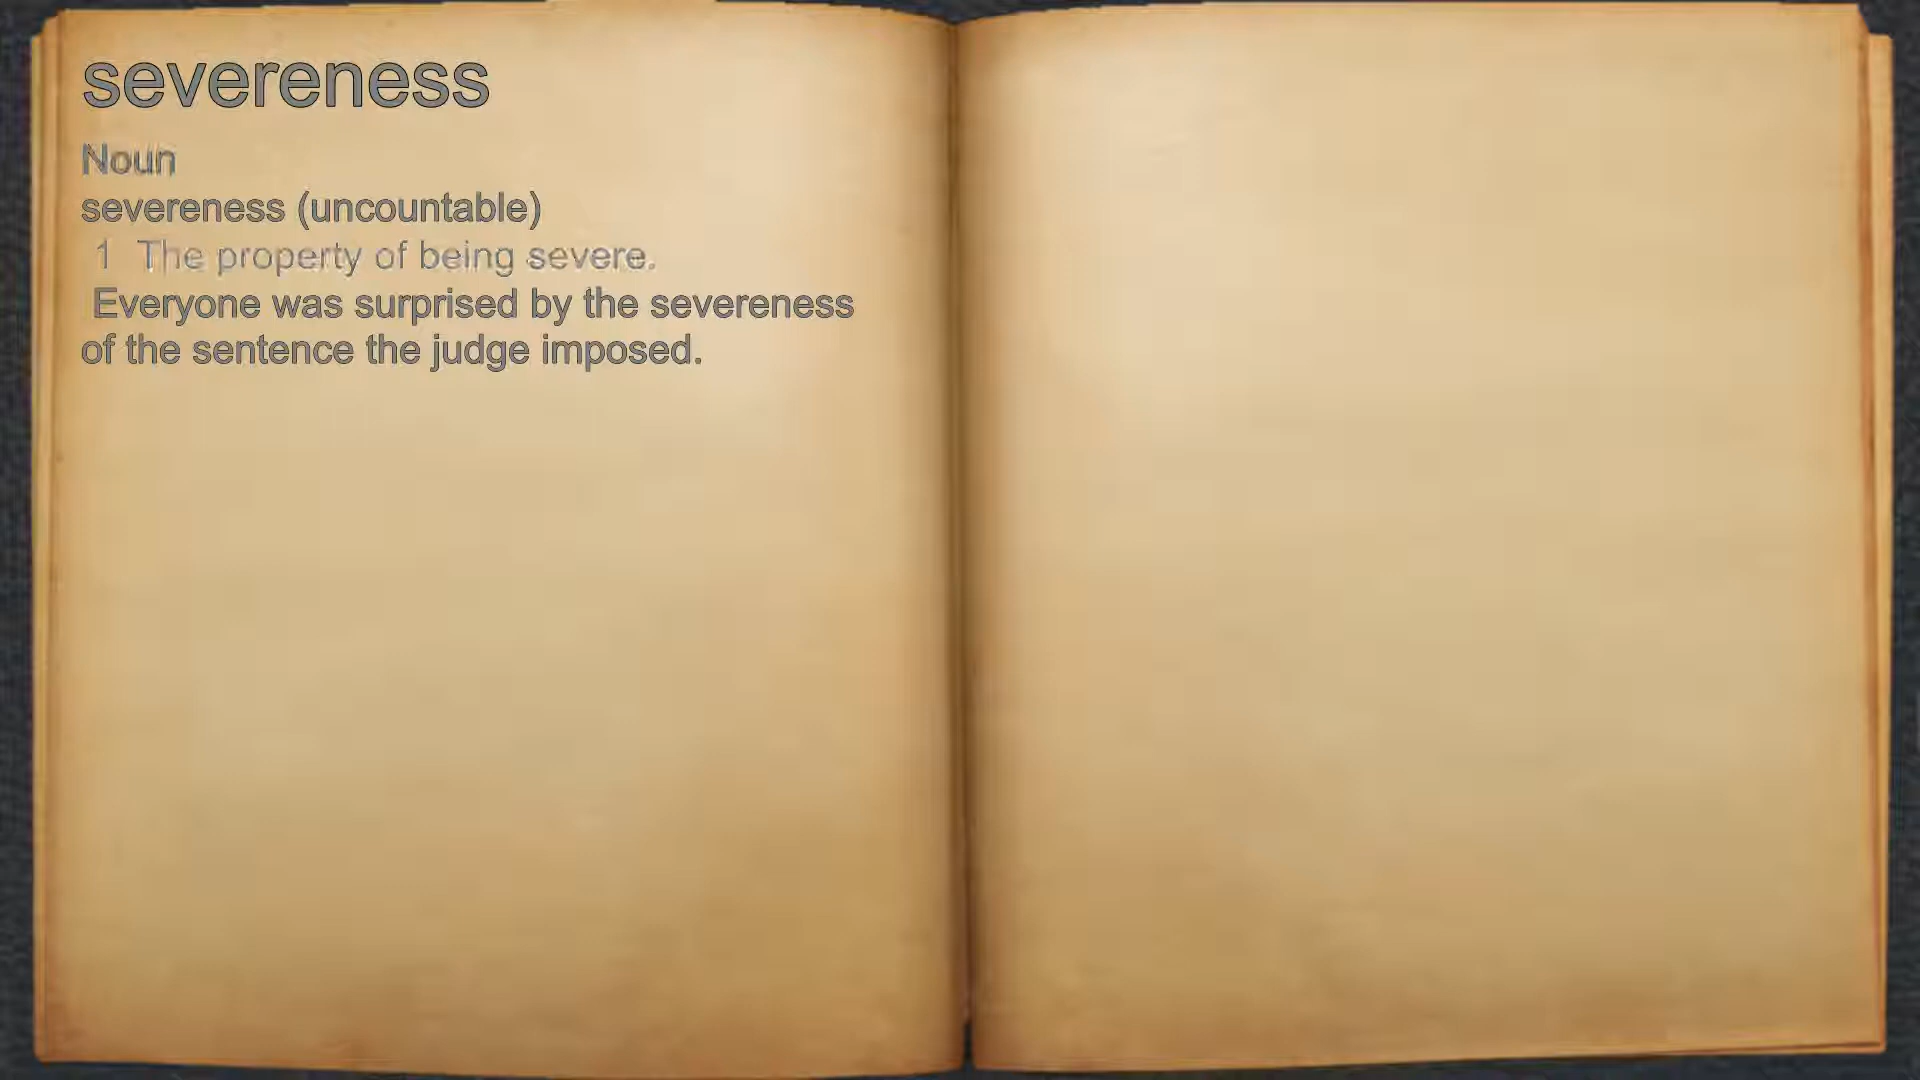 severeness
Noun
severeness (uncountable)
1 The property of being severe.
Everyone was surprised by the severeness
of the sentence the judge imposed.